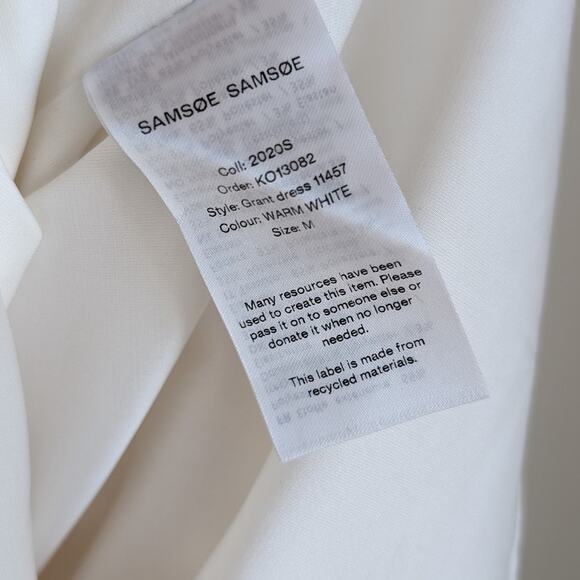 SAMSØE SAMSØE
Coll: 2020S
Order: KO13082
Style: Grant dress 11457
Colour: WARM WHITE
Size: M
Many resources have been
used to create this item. Please
pass it on to someone else or
donate it when no longer
needed.
This label is made from
recycled materials.